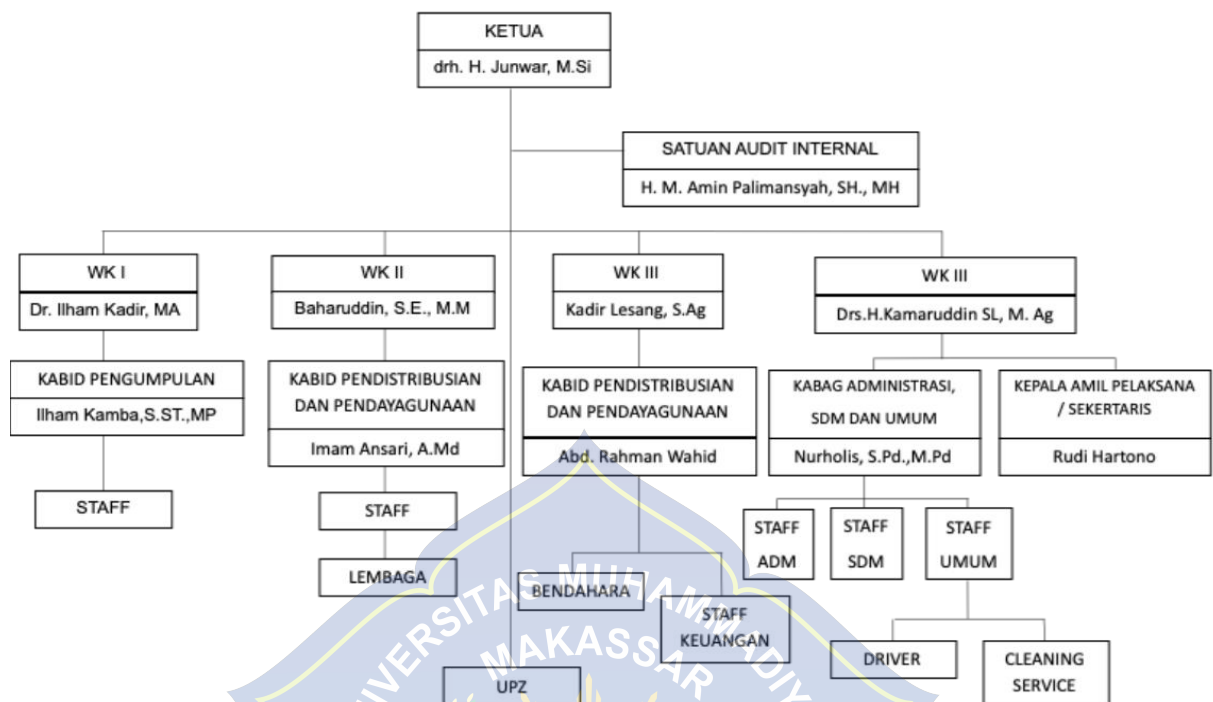 KETUA
drh. H. Junwar, M.Si
SATUAN AUDIT INTERNAL
H. M. Amin Palimansyah, SH., MH
WK I
Dr. Ilham Kadir, MA
WK II
Baharuddin, S.E., M.M
WK III
Kadir Lesang, S.Ag
WK III
Drs.H.Kamaruddin SL, M. Ag
KABID PENGUMPULAN
Ilham Kamba,S.ST.,MP
KABID PENDISTRIBUSIAN
DAN PENDAYAGUNAAN
Imam Ansari, A.Md
KABID PENDISTRIBUSIAN
DAN PENDAYAGUNAAN
Abd. Rahman Wahid
KABAG ADMINISTRASI,
SDM DAN UMUM
Nurholis, S.Pd.,M.Pd
KEPALA AMIL PELAKSANA
/ SEKERTARIS
Rudi Hartono
STAFF
STAFF
LEMBAGA
BENDAHARA
STAFF
KEUANGAN
STAFF
ADM
STAFF
SDM
STAFF
UMUM
DRIVER
CLEANING
SERVICE
UPZ
MAKASSAR